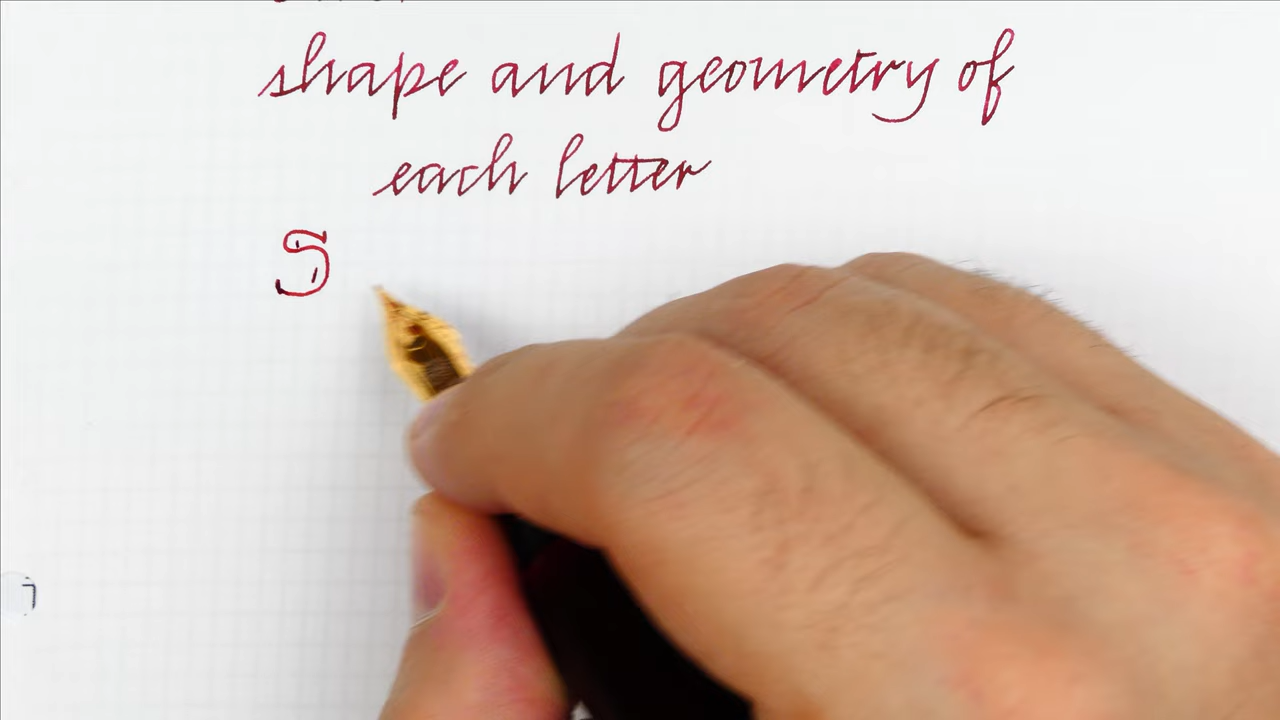 shape and geometry of
each letter
S